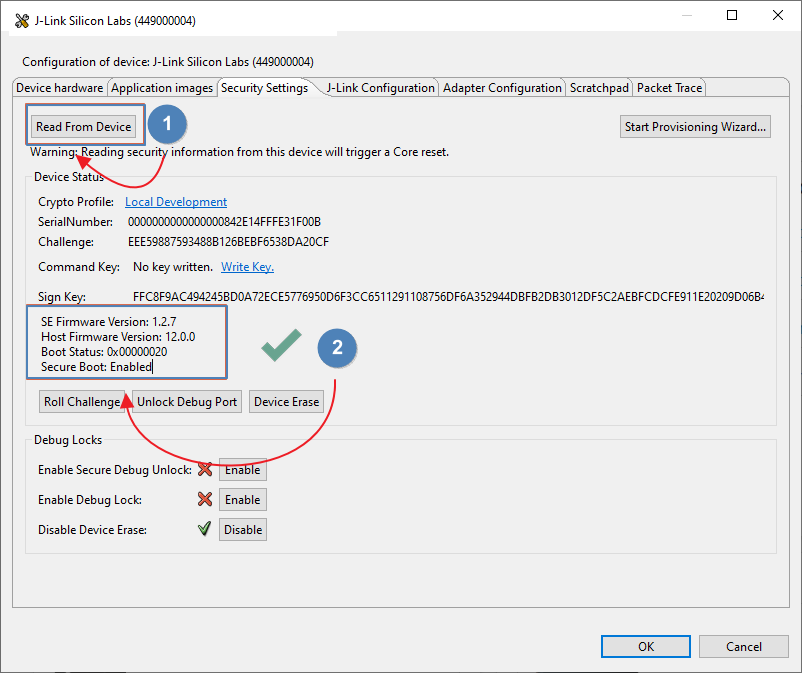 J-Link Silicon Labs (449000004)
Configuration of device: J-Link Silicon Labs (449000004)
Device hardware Application images Security Settings J-Link Configuration Adapter Configuration Scratchpad Packet Trace
Read From Device 1 Start Provisioning Wizard...
Warning: Reading security information from this device will trigger a Core reset.
Device Status
Crypto Profile: Local Development
SerialNumber: 0000000000000000842E14FFFE31F00B
Challenge: EEE59887593488B126BEBF6538DA20CF
Command Key: No key written. Write Key.
Sign Key: FFC8F9AC494245BD0A72ECE5776950D6F3CC6511291108756DF6A352944DBFB2DB3012DF5C2AEBFCDCFE911E20209D06B4
SE Firmware Version: 1.2.7
Host Firmware Version: 12.0.0
Boot Status: 0x00000020
Secure Boot: Enabled
2
Roll Challenge Unlock Debug Port Device Erase
Debug Locks
Enable Secure Debug Unlock: Enable
Enable Debug Lock: Enable
Disable Device Erase: Disable
OK Cancel